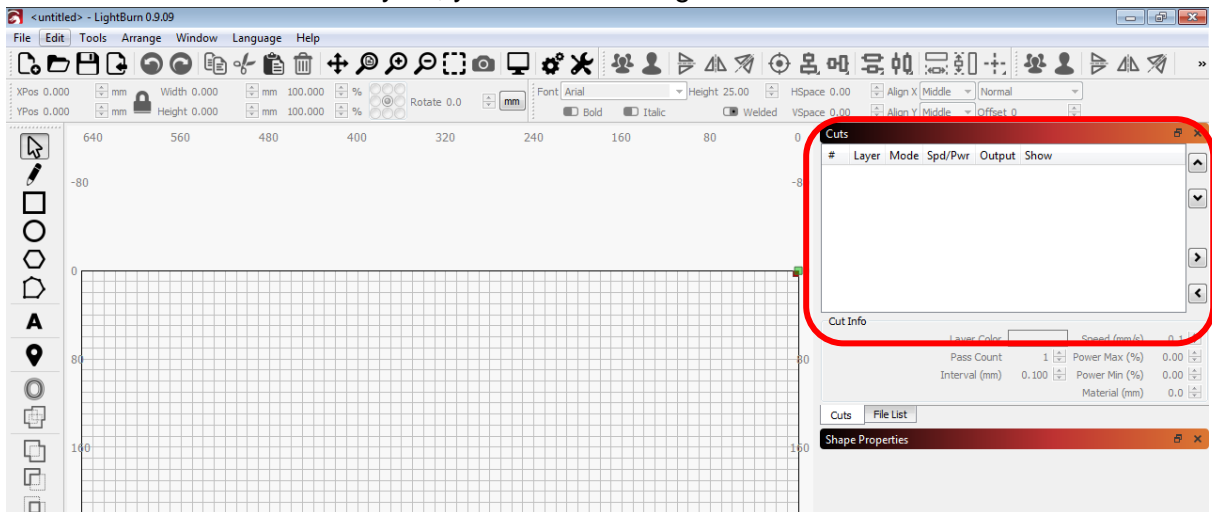 <untitled> - LightBurn 0.9.09
File Edit Tools Arrange Window Language Help
XPos 0.000 mm Width 0.000 mm 100.000 % Rotate 0.0 mm Font Arial Height 25.00 HSpace 0.00 Align X Middle Normal
YPos 0.000 mm Height 0.000 mm 100.000 % Bold Italic Welded VSpace 0.00 Align Y Middle Offset 0
640 560 480 400 320 240 160 80 0
Cuts
# Layer Mode Spd/Pwr Output Show
-80 -8
0
Cut Info
Layer Color Speed (mm/s) 0.1
80 80
Pass Count 1 Power Max (%) 0.00
Interval (mm) 0.100 Power Min (%) 0.00
Material (mm) 0.0
Cuts File List
Shape Properties
160 160